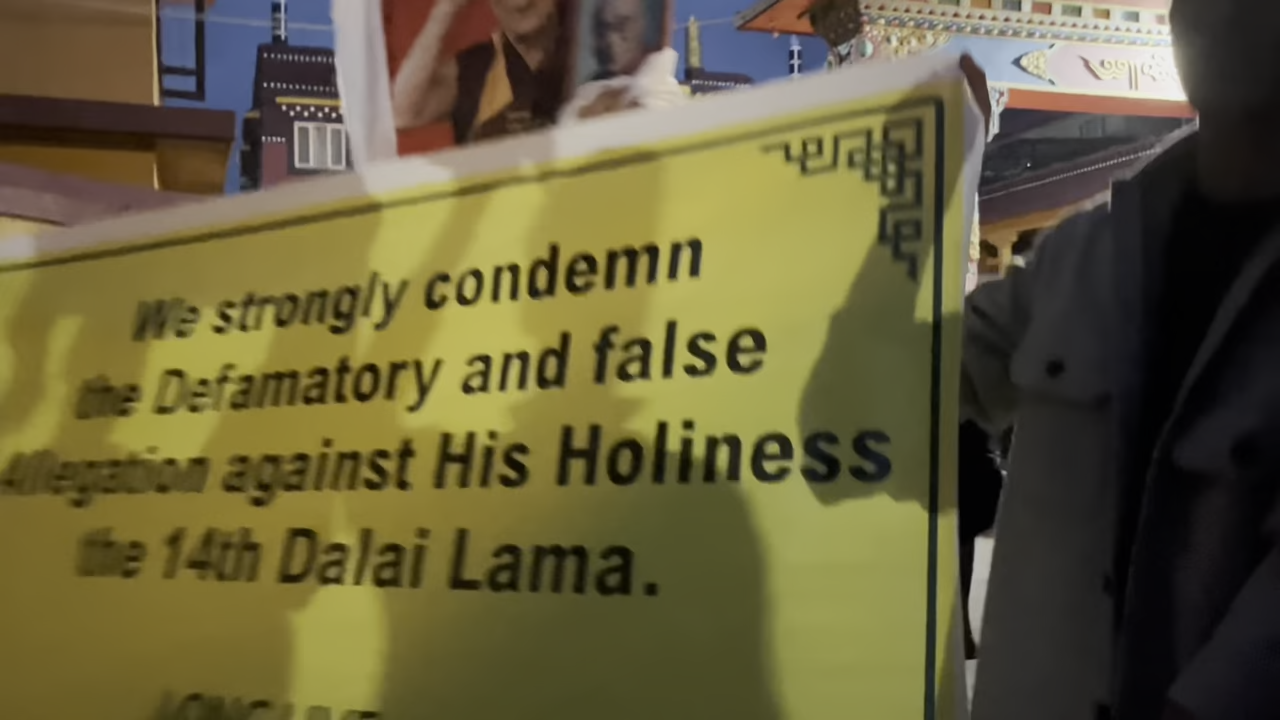 We strongly condemn
the Defamatory and false
Allegation against His Holiness
the 14th Dalai Lama.